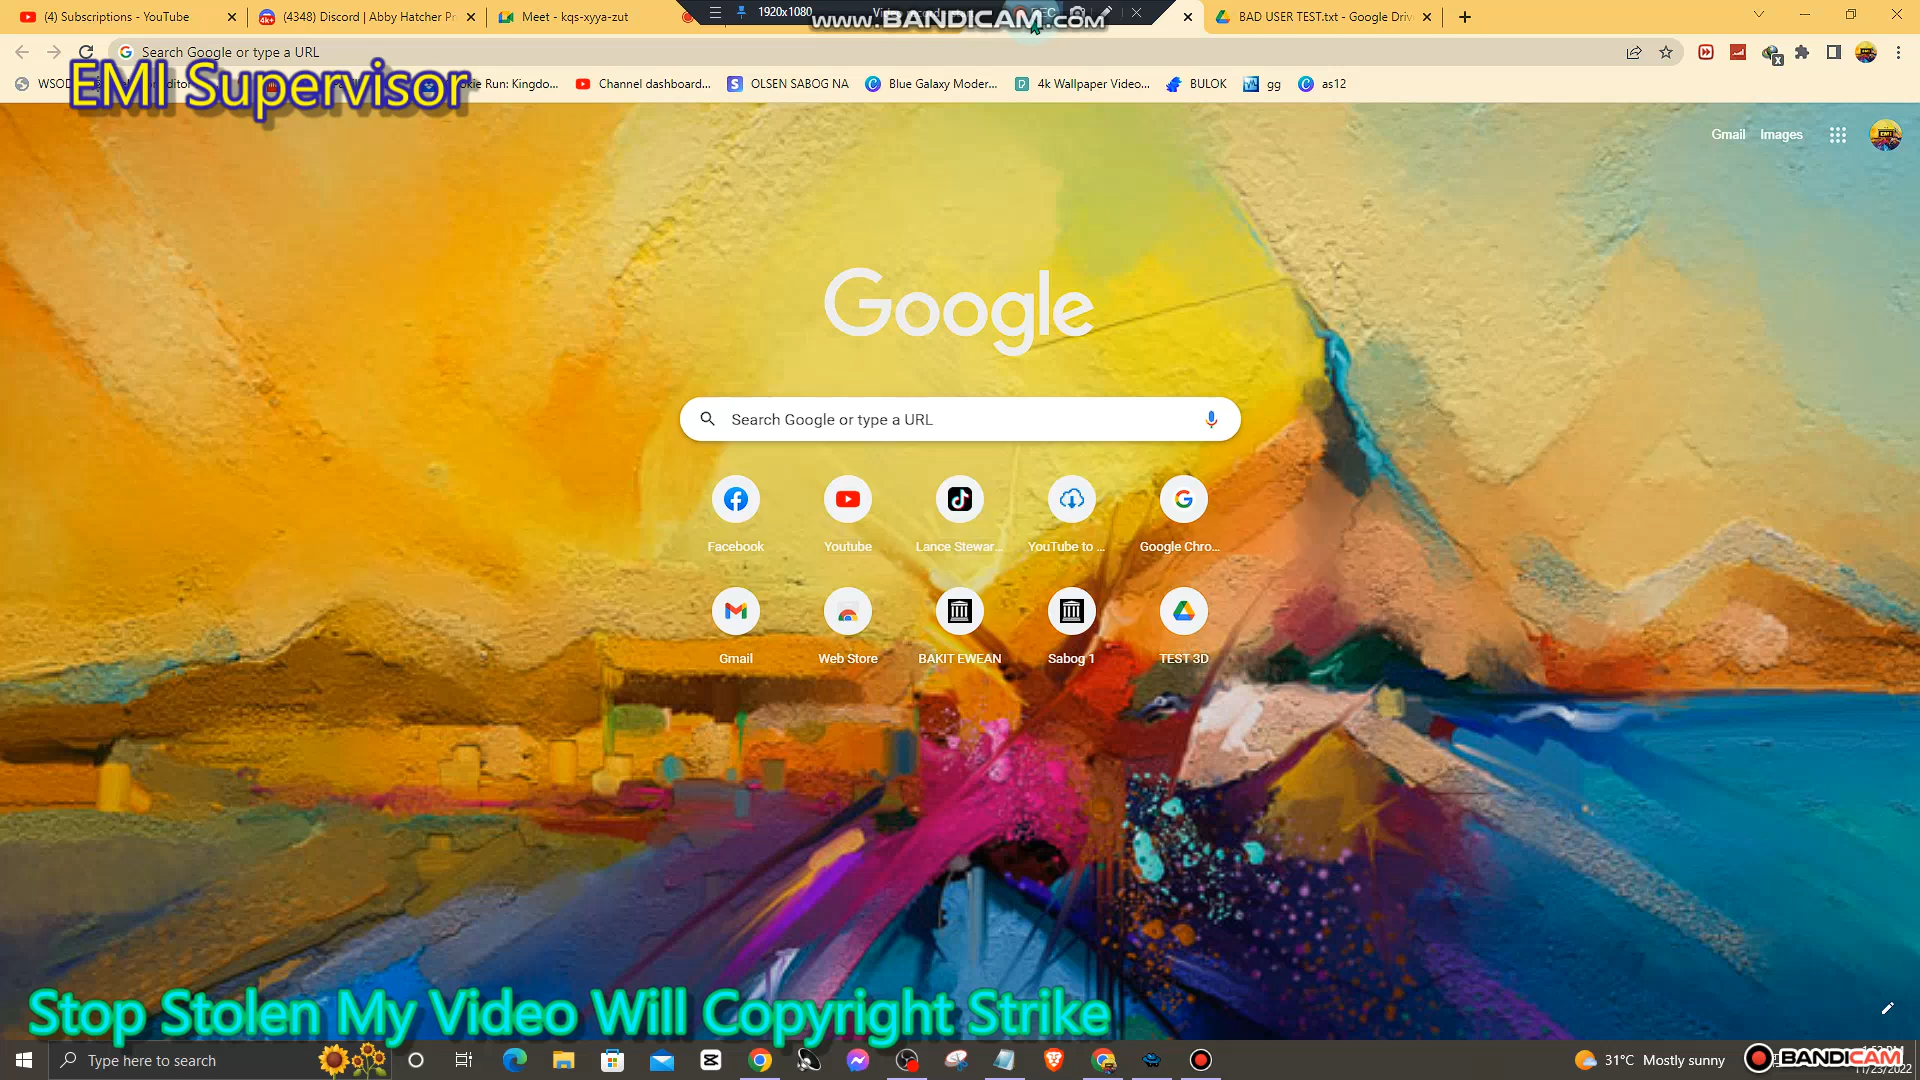 (4) Subscriptions - YouTube
(4348) Discord | Abby Hatcher Pr
Meet - kqs-xyya-zut
1920x1080
www.BANDICAM.com
BAD USER TEST.txt - Google Driv
Search Google or type a URL
WSOD
EMI Supervisor
okie Run: Kingdo...
Channel dashboard...
OLSEN SABOG NA
Blue Galaxy Moder...
4k Wallpaper Video...
BULOK
gg
as12
Gmail
Images
Google
Search Google or type a URL
Facebook
Youtube
Lance Stewar...
YouTube to ...
Google Chro...
Gmail
Web Store
BAKIT EWEAN
Sabog 1
TEST 3D
Stop Stolen My Video Will Copyright Strike
Type here to search
31°C Mostly sunny
BANDICAM
11/23/2022